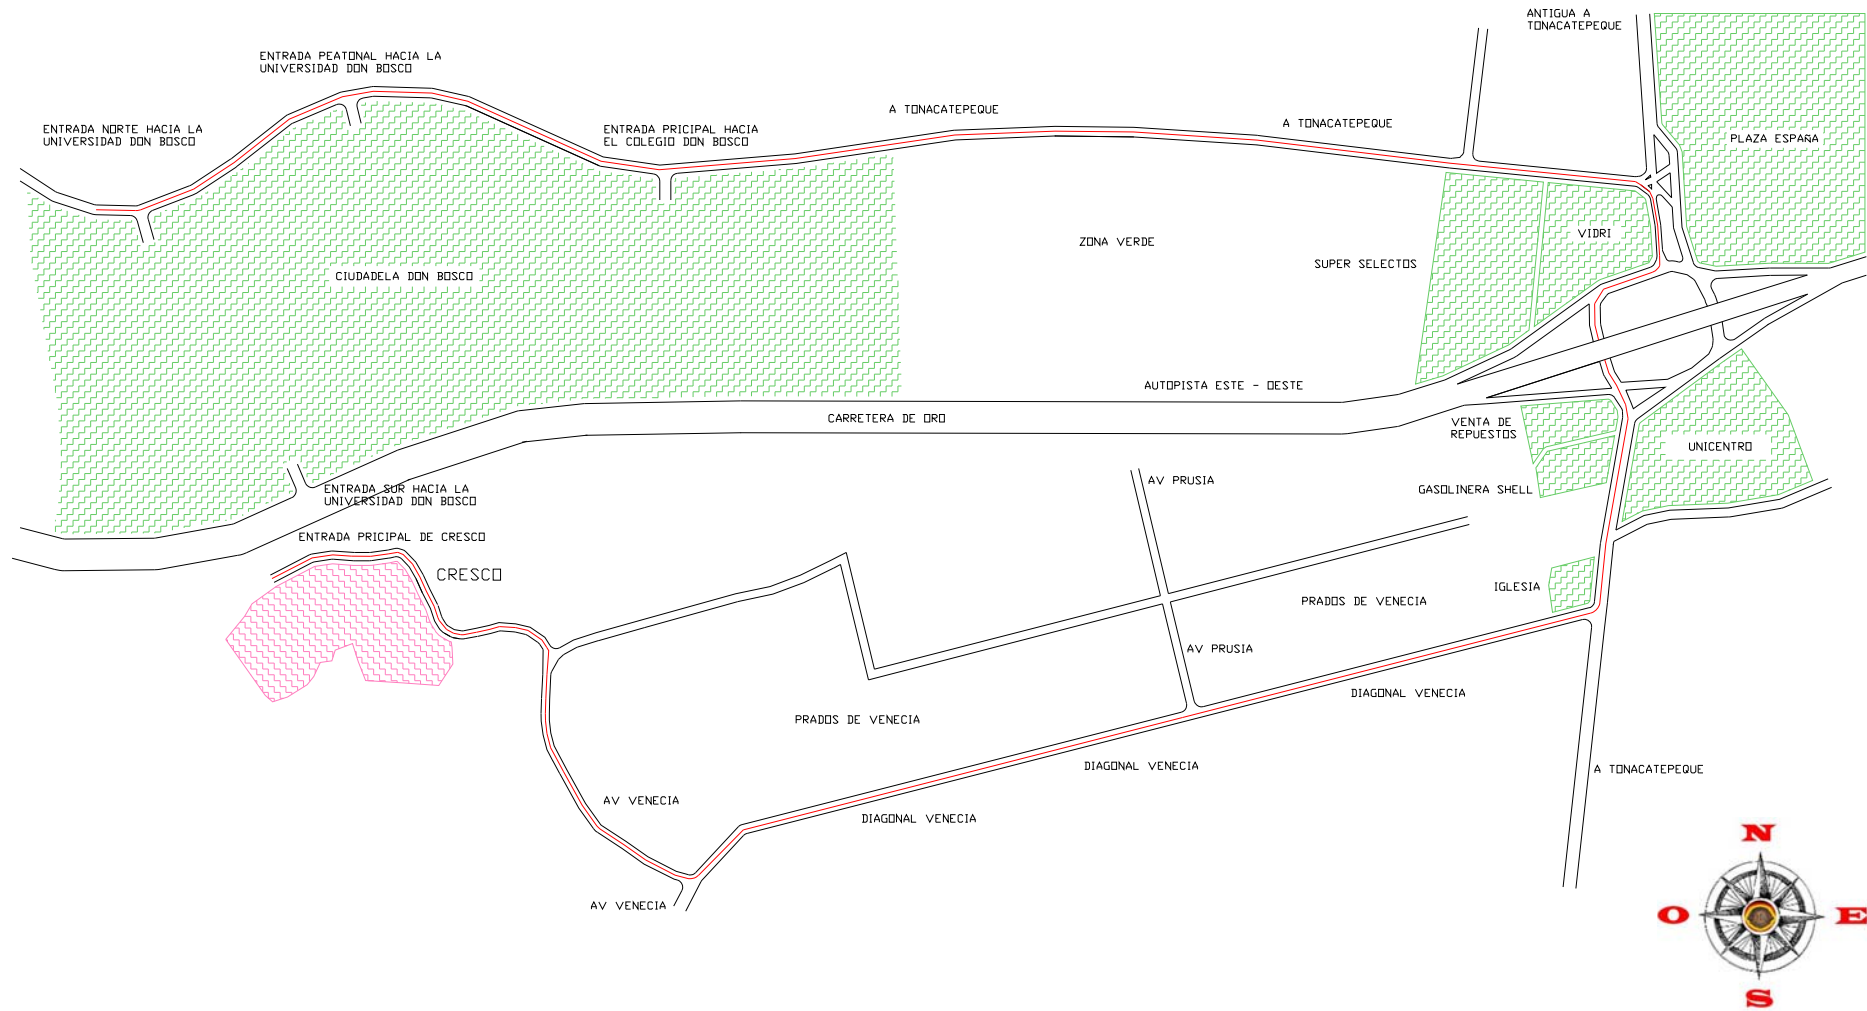 ANTIGUA A
TONACATEPEQUE
ENTRADA PEATONAL HACIA LA
UNIVERSIDAD DON BOSCO
A TONACATEPEQUE
A TONACATEPEQUE
ENTRADA NORTE HACIA LA
UNIVERSIDAD DON BOSCO
ENTRADA PRICIPAL HACIA
EL COLEGIO DON BOSCO
PLAZA ESPAÑA
VIDRI
ZONA VERDE
SUPER SELECTOS
CIUDADELA DON BOSCO
AUTOPISTA ESTE - OESTE
CARRETERA DE ORO
VENTA DE
REPUESTOS
UNICENTRO
AV PRUSIA
GASOLINERA SHELL
ENTRADA SUR HACIA LA
UNIVERSIDAD DON BOSCO
ENTRADA PRICIPAL DE CRESCO
CRESCO
IGLESIA
PRADOS DE VENECIA
AV PRUSIA
DIAGONAL VENECIA
PRADOS DE VENECIA
DIAGONAL VENECIA
A TONACATEPEQUE
AV VENECIA
DIAGONAL VENECIA
AV VENECIA
N
O E
S